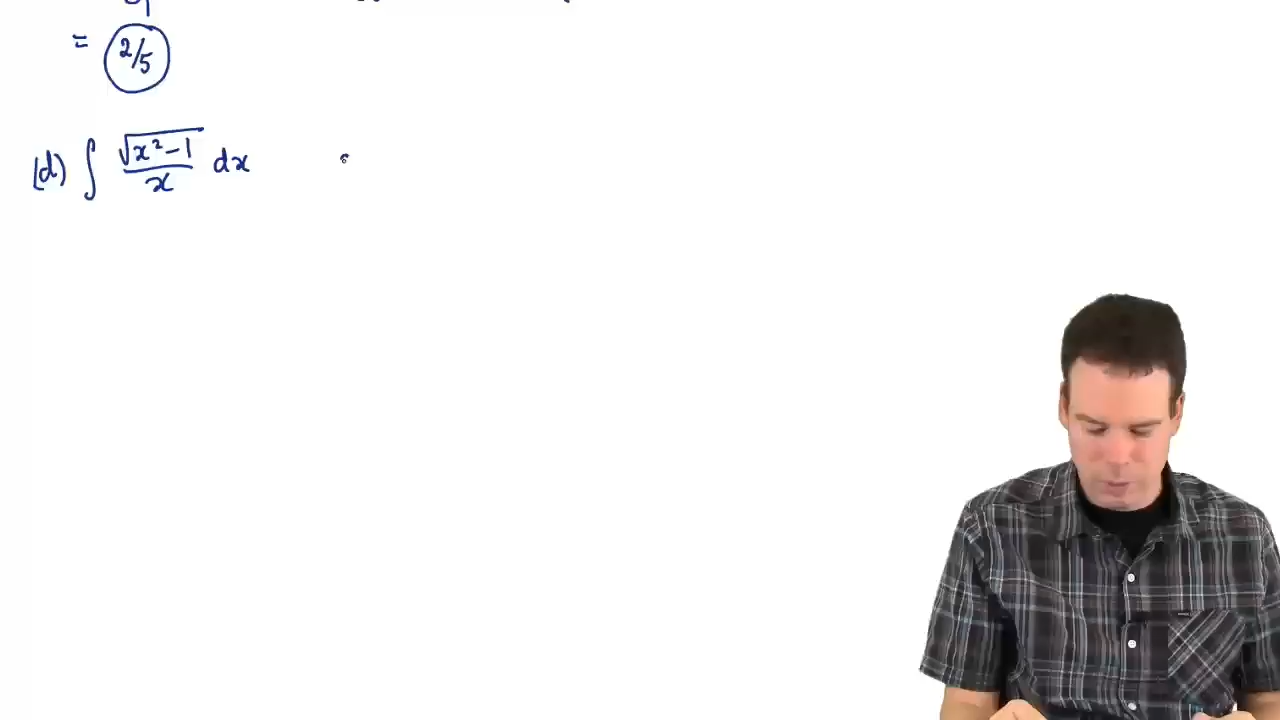 = 2/5
(d) ∫ √(x²-1)/x dx